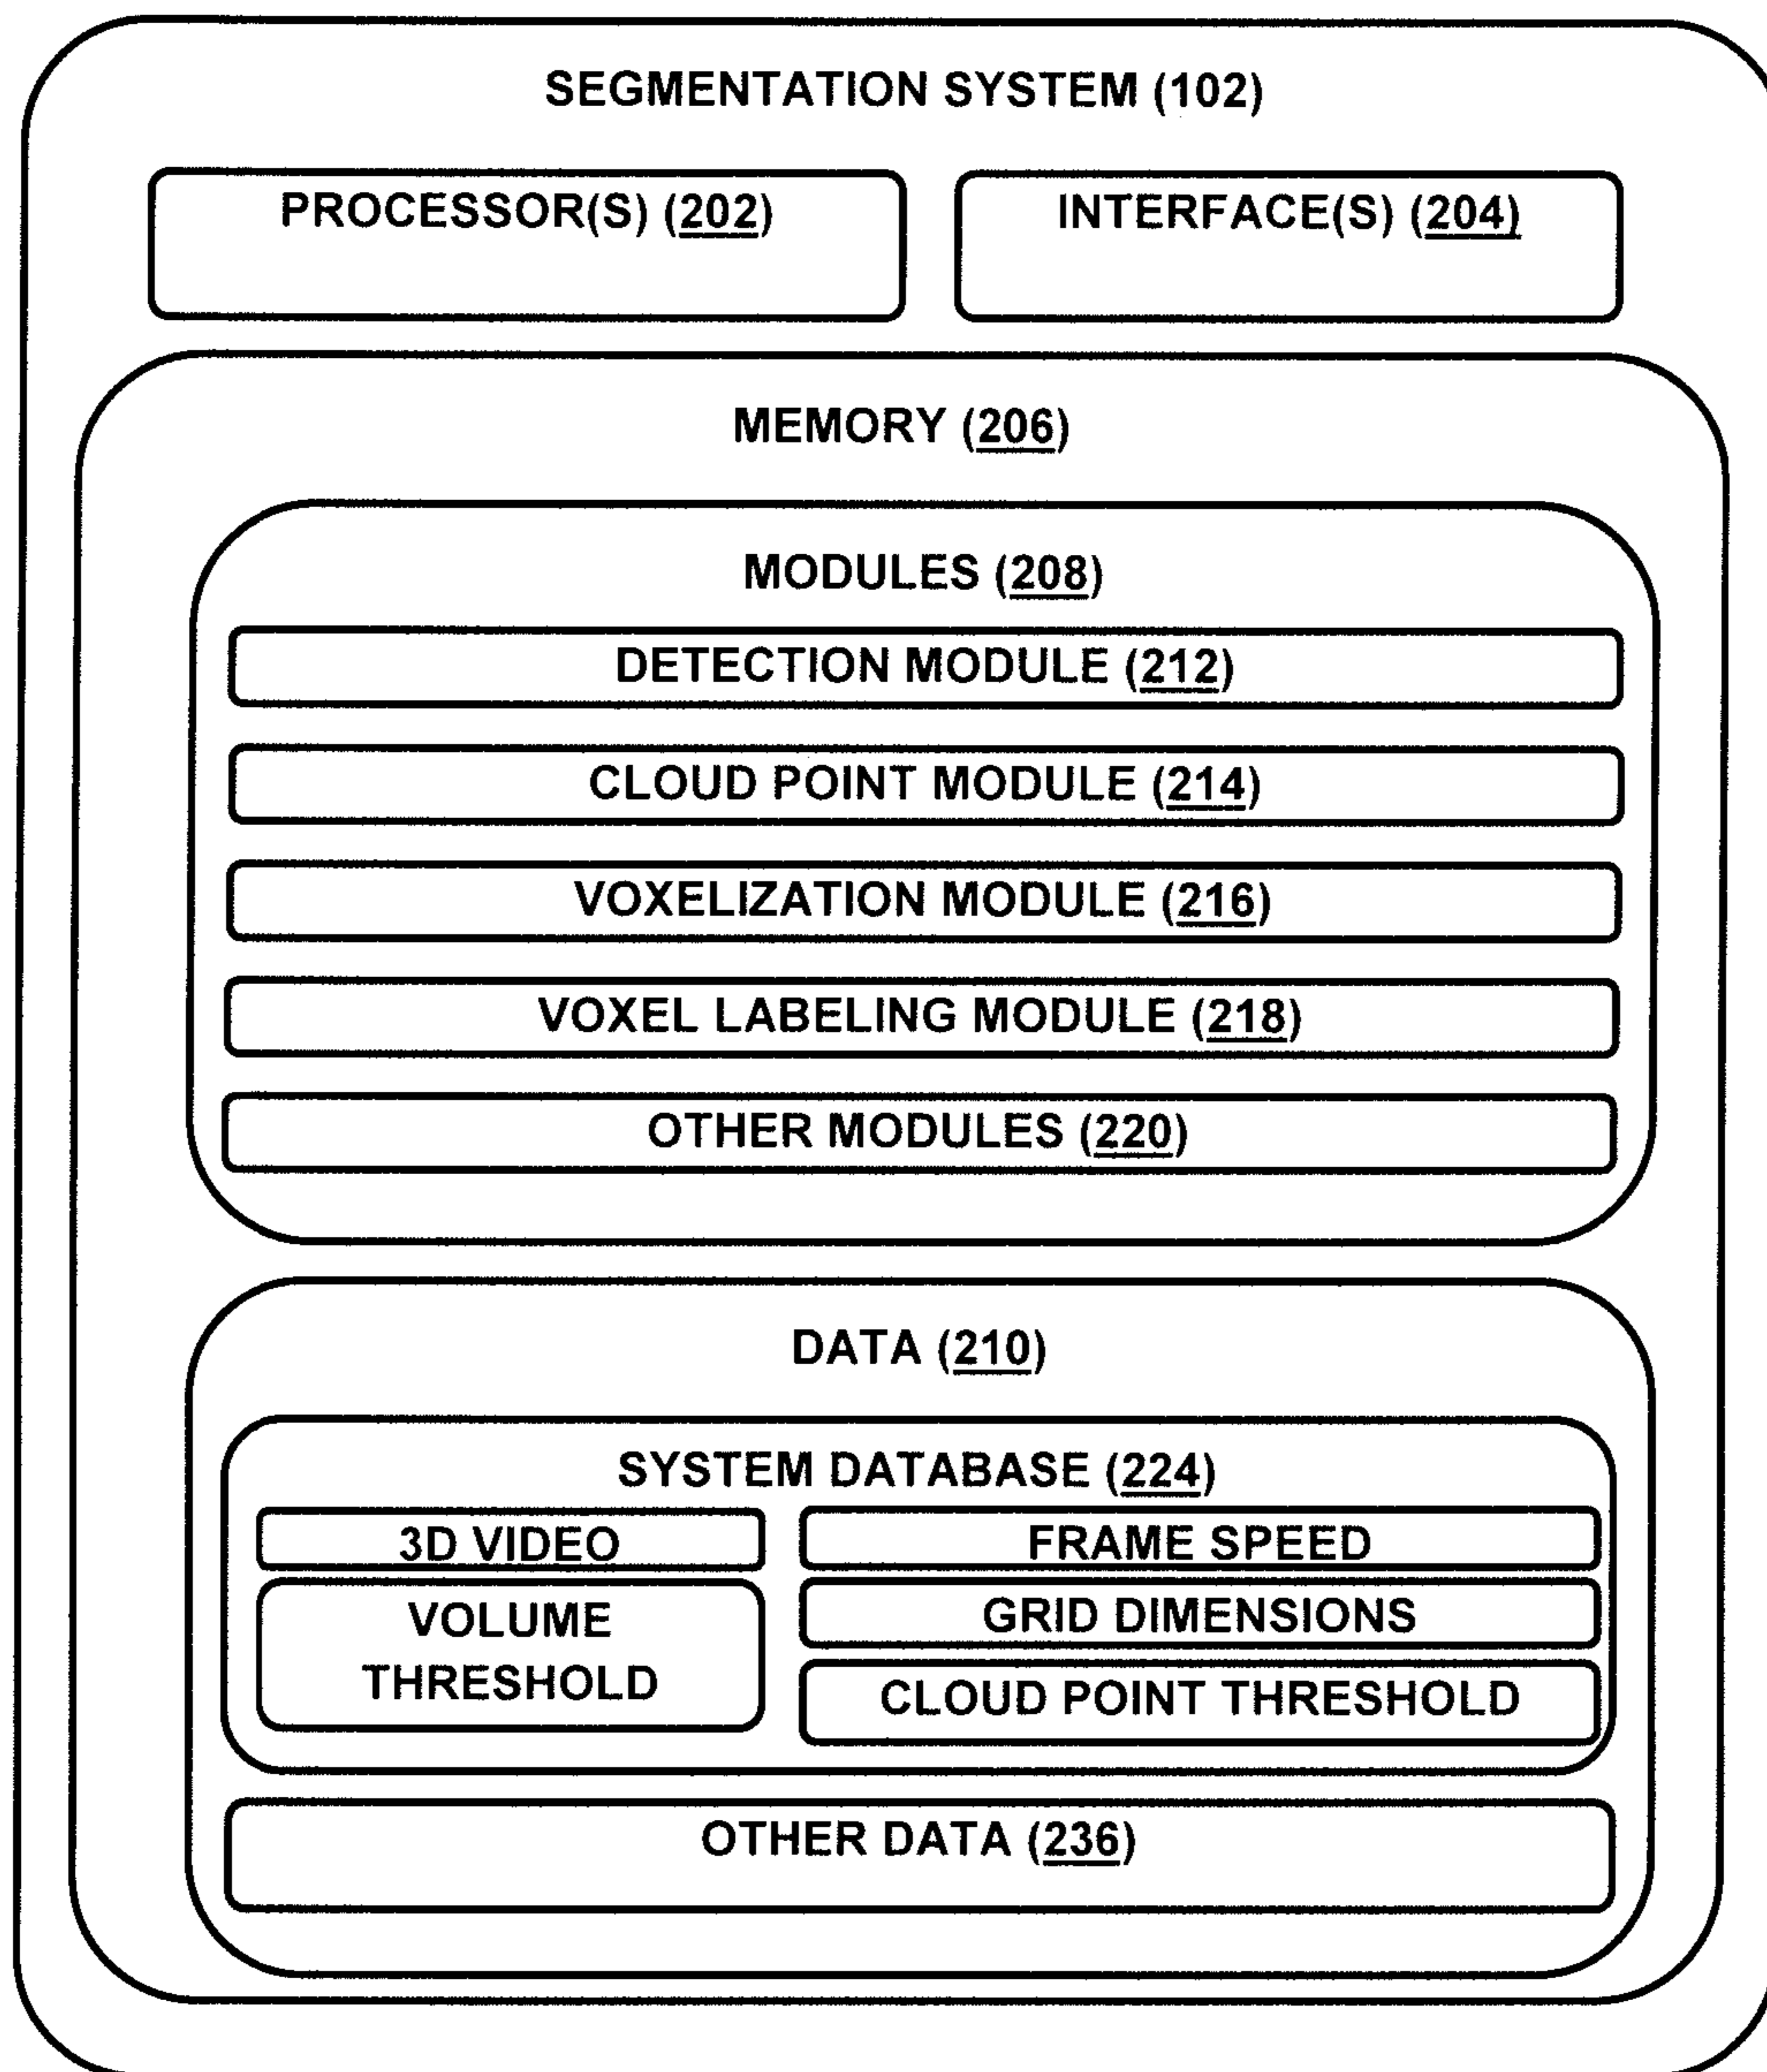 SEGMENTATION SYSTEM (102)
PROCESSOR(S) (202)
INTERFACE(S) (204)
MEMORY (206)
MODULES (208)
DETECTION MODULE (212)
CLOUD POINT MODULE (214)
VOXELIZATION MODULE (216)
VOXEL LABELING MODULE (218)
OTHER MODULES (220)
DATA (210)
SYSTEM DATABASE (224)
3D VIDEO
FRAME SPEED
VOLUME
THRESHOLD
GRID DIMENSIONS
CLOUD POINT THRESHOLD
OTHER DATA (236)